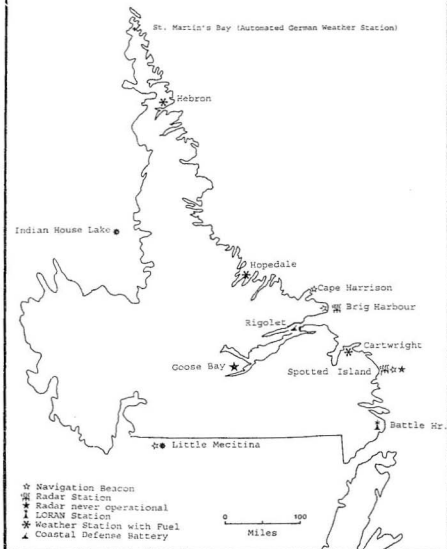 St. Martin's Bay (Automated German Weather Station)
Hebron
Indian House Lake
Hopedale
Cape Harrison
Brig Harbour
Rigolet
Cartwright
Goose Bay
Spotted Island
Battle Hr.
Little Mecitina
Navigation Beacon
Radar Station
Radar never operational
LORAN Station
Weather Station with Fuel
Coastal Defense Battery
0 100
Miles